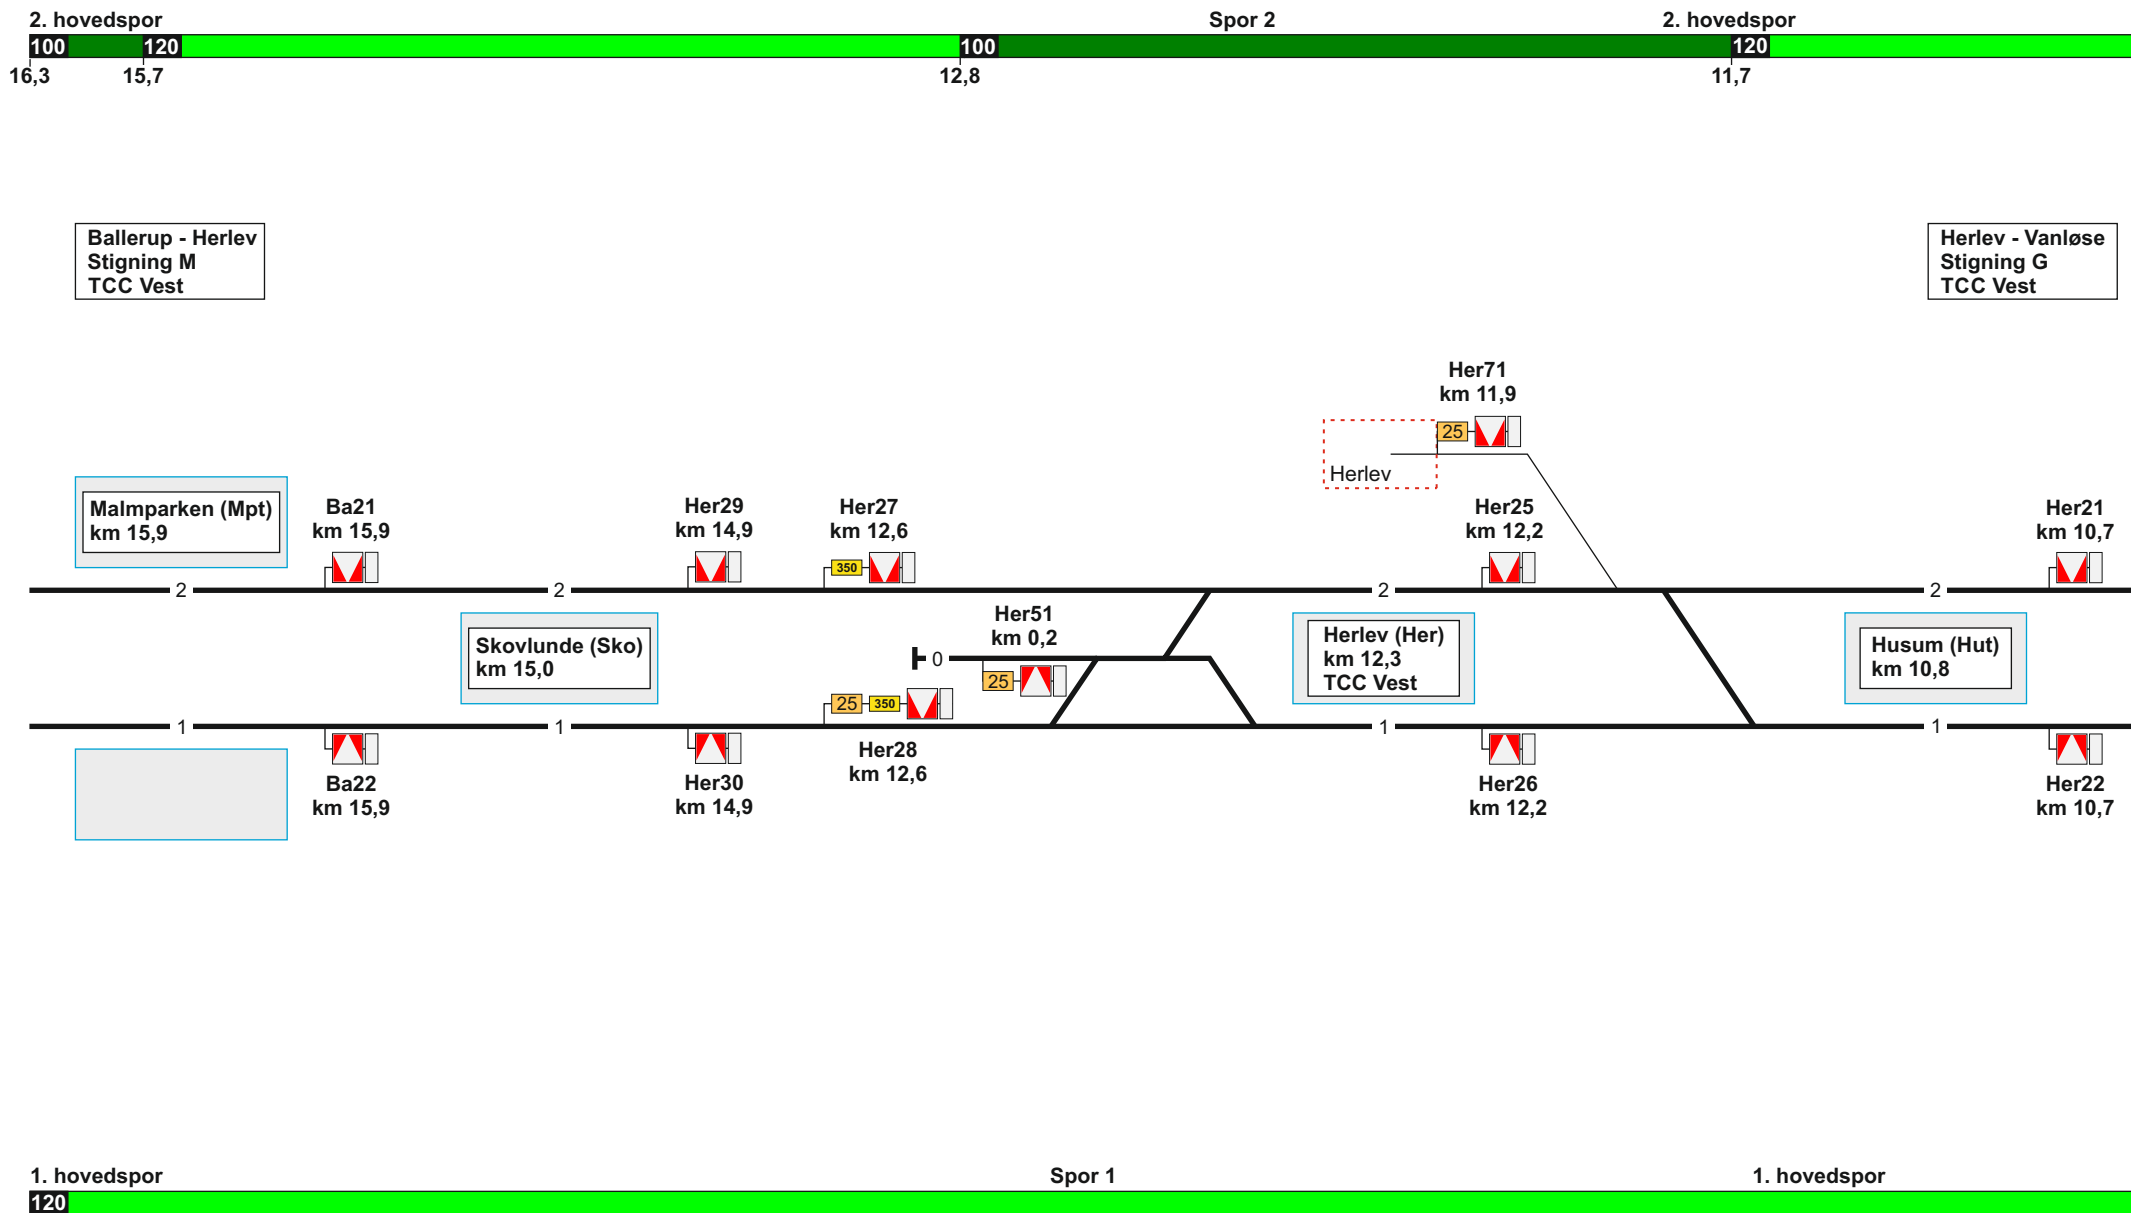 2. hovedspor
Spor 2
2. hovedspor
100
120
100
120
16,3
15,7
12,8
11,7
Ballerup - Herlev
Stigning M
TCC Vest
Herlev - Vanløse
Stigning G
TCC Vest
Her71
km 11,9
25
Herlev
Malmparken (Mpt)
km 15,9
Ba21
km 15,9
Her29
km 14,9
Her27
km 12,6
350
Her25
km 12,2
Her21
km 10,7
2
2
2
2
Skovlunde (Sko)
km 15,0
Her51
km 0,2
0
25
Herlev (Her)
km 12,3
TCC Vest
Husum (Hut)
km 10,8
25
350
1
1
1
1
Ba22
km 15,9
Her30
km 14,9
Her28
km 12,6
Her26
km 12,2
Her22
km 10,7
1. hovedspor
Spor 1
1. hovedspor
120